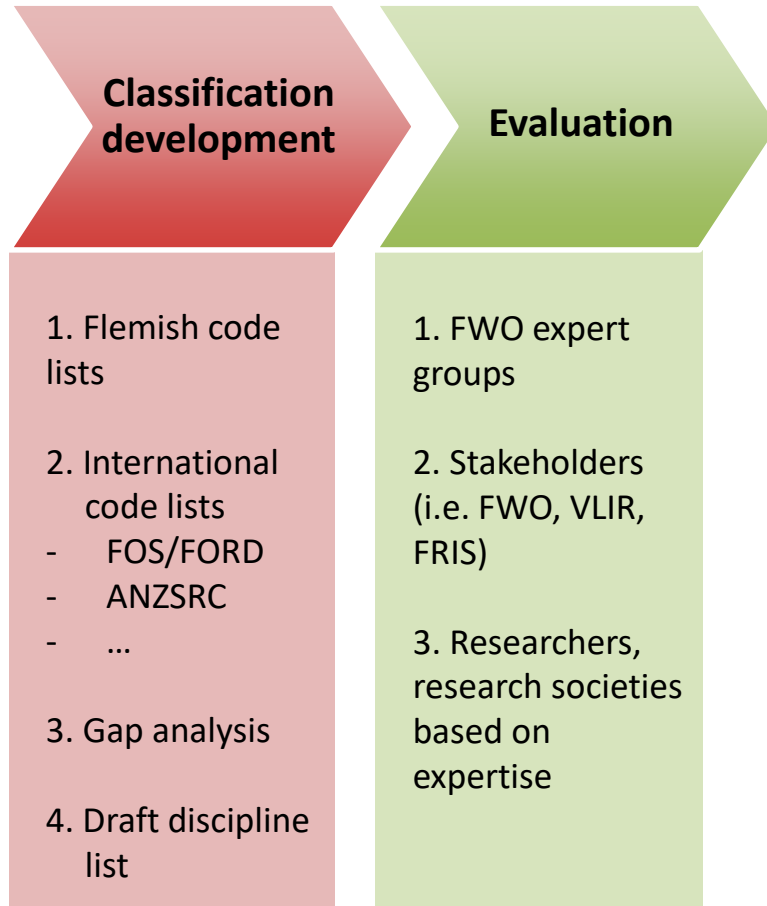 Classification
development
1. Flemish code
lists
2. International
code lists
- FOS/FORD
- ANZSRC
- ...
3. Gap analysis
4. Draft discipline
list
Evaluation
1. FWO expert
groups
2. Stakeholders
(i.e. FWO, VLIR,
FRIS)
3. Researchers,
research societies
based on
expertise